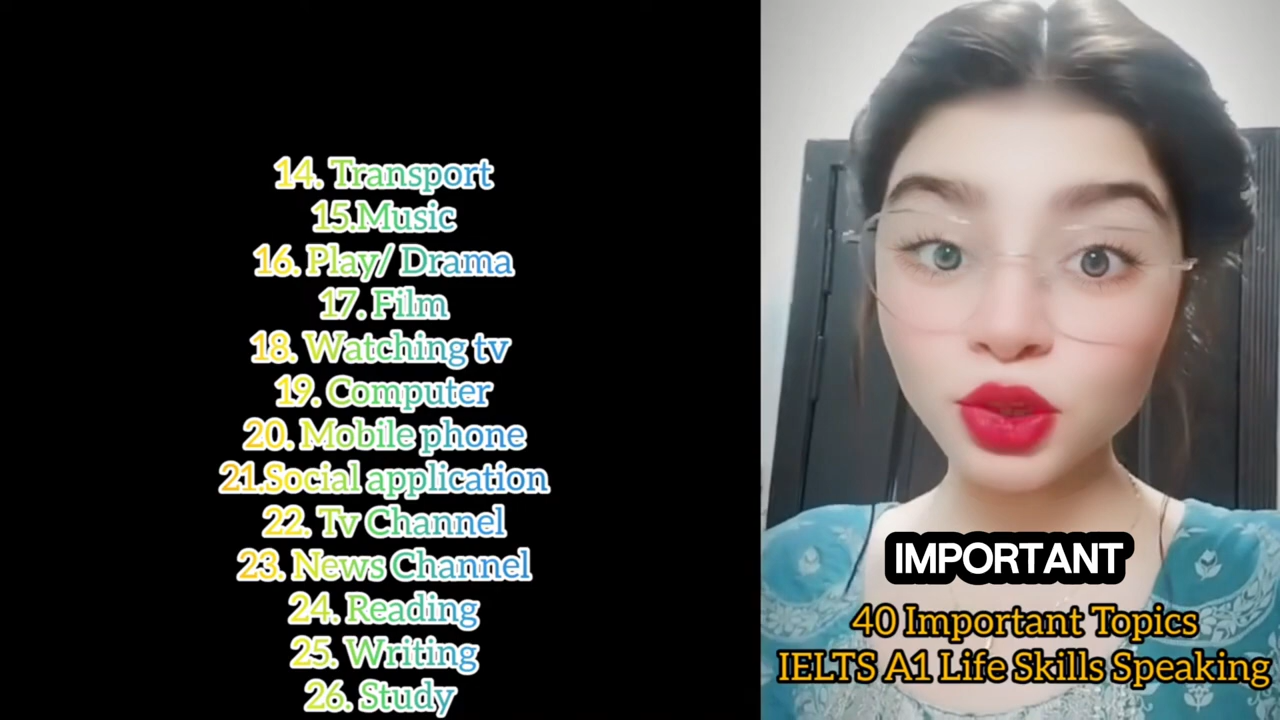 14. Transport
15.Music
16. Play/ Drama
17. Film
18. Watching tv
19. Computer
20. Mobile phone
21.Social application
22. Tv Channel
23. News Channel
24. Reading
25. Writing
26. Study
IMPORTANT
40 Important Topics
IELTS A1 Life Skills Speaking